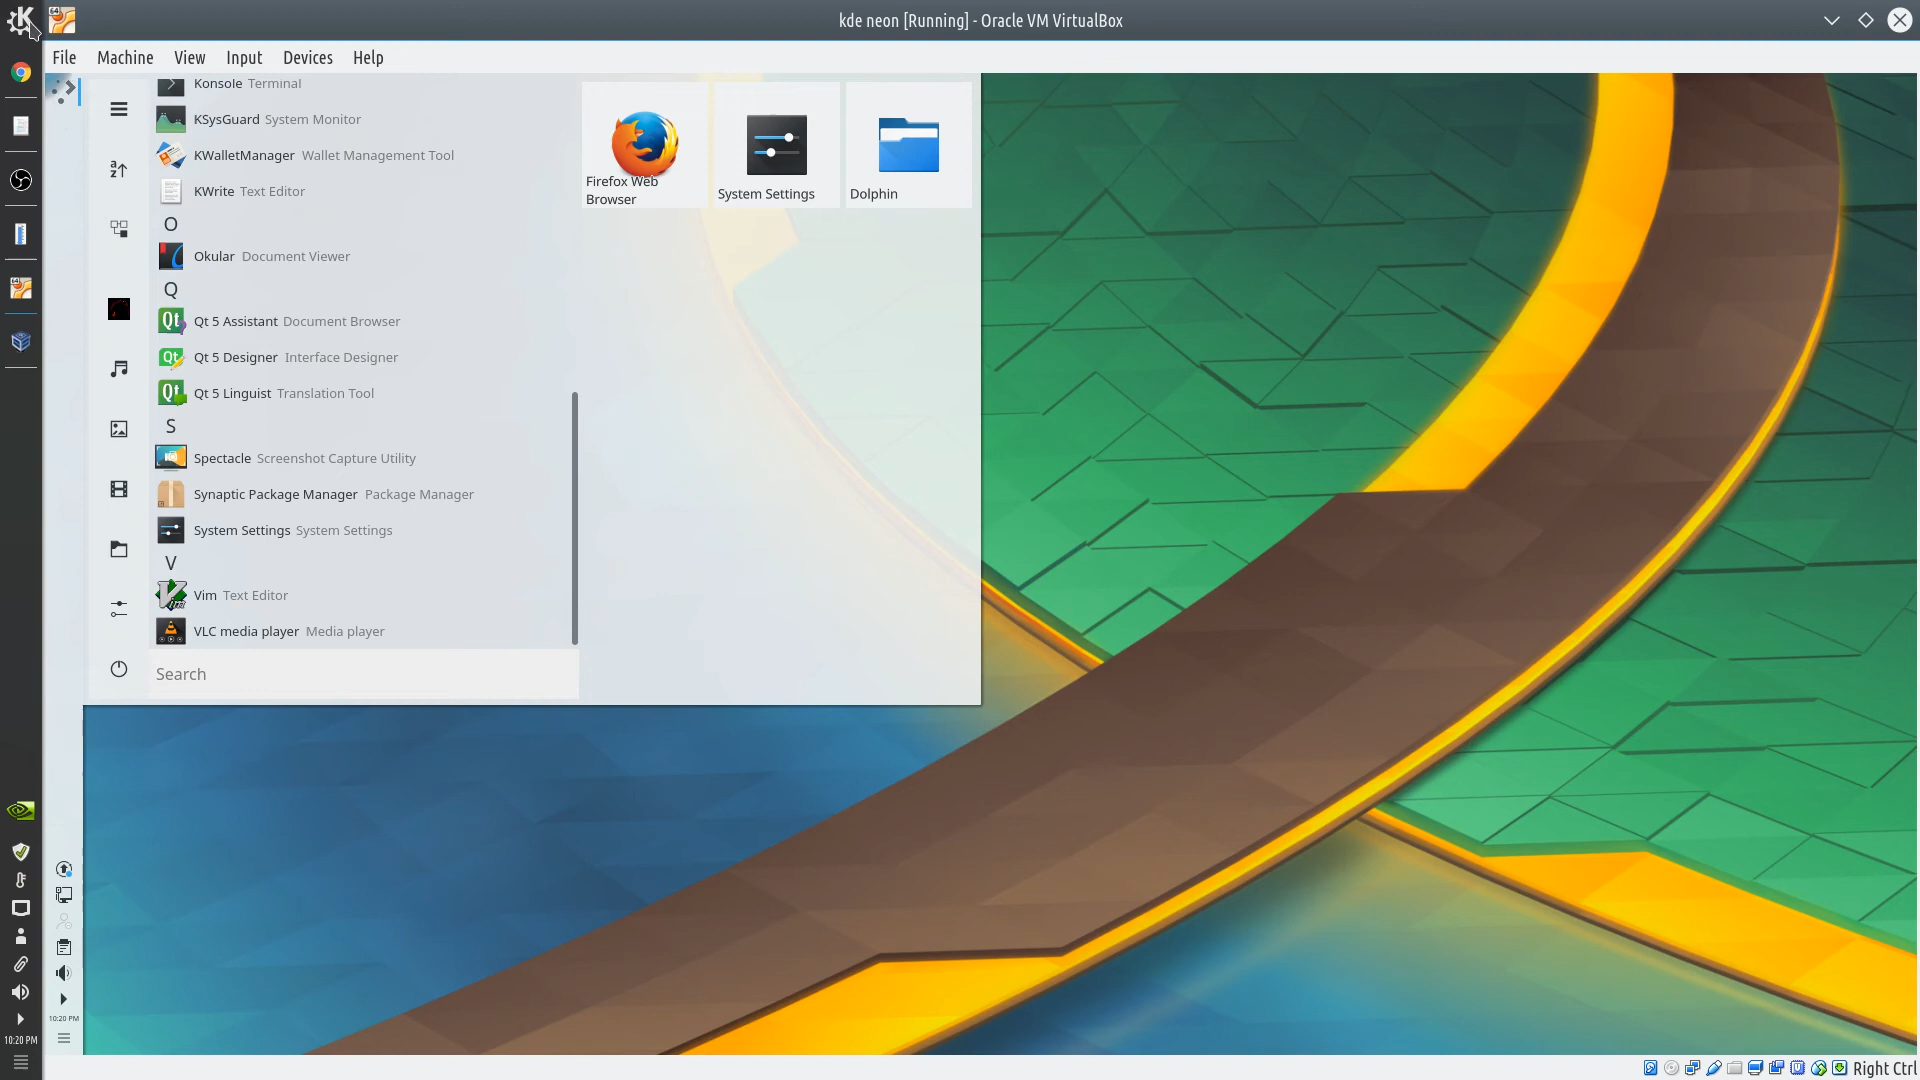 kde neon [Running] - Oracle VM VirtualBox
File Machine View Input Devices Help
Konsole Terminal
KSysGuard System Monitor
KWalletManager Wallet Management Tool
KWrite Text Editor
O
Okular Document Viewer
Q
Qt 5 Assistant Document Browser
Qt 5 Designer Interface Designer
Qt 5 Linguist Translation Tool
S
Spectacle Screenshot Capture Utility
Synaptic Package Manager Package Manager
System Settings System Settings
V
Vim Text Editor
VLC media player Media player
Search
Firefox Web
Browser
System Settings
Dolphin
10:20 PM
10:20 PM
Right Ctrl